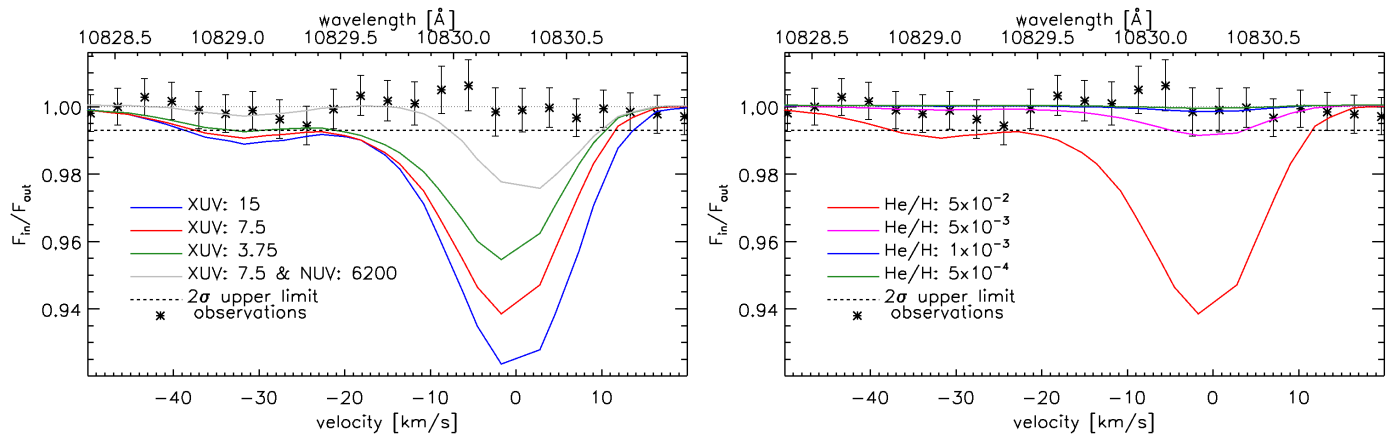 wavelength [Å]
10828.5 10829.0 10829.5 10830.0 10830.5
1.00
0.98
0.96
0.94
F_in/F_out
XUV: 15
XUV: 7.5
XUV: 3.75
XUV: 7.5 & NUV: 6200
2σ upper limit
observations
−40 −30 −20 −10 0 10
velocity [km/s]
wavelength [Å]
10828.5 10829.0 10829.5 10830.0 10830.5
1.00
0.98
0.96
0.94
F_in/F_out
He/H: 5x10⁻²
He/H: 5x10⁻³
He/H: 1x10⁻³
He/H: 5x10⁻⁴
2σ upper limit
observations
−40 −30 −20 −10 0 10
velocity [km/s]